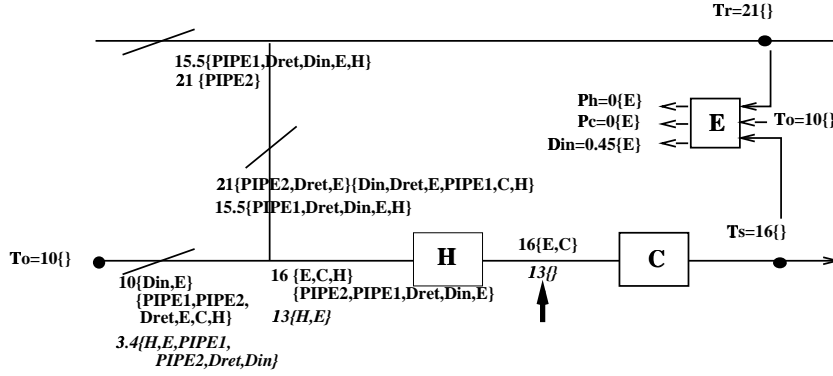 Tr=21{}
15.5{PIPE1,Dret,Din,E,H}
21 {PIPE2}
Ph=0{E}
Pc=0{E}
Din=0.45{E}
E
To=10{}
21{PIPE2,Dret,E}{Din,Dret,E,PIPE1,C,H}
15.5{PIPE1,Dret,Din,E,H}
Ts=16{}
To=10{}
H
16{E,C}
13{}
C
10{Din,E}
{PIPE1,PIPE2,
Dret,E,C,H}
3.4{H,E,PIPE1,
PIPE2,Dret,Din}
16 {E,C,H}
{PIPE2,PIPE1,Dret,Din,E}
13{H,E}